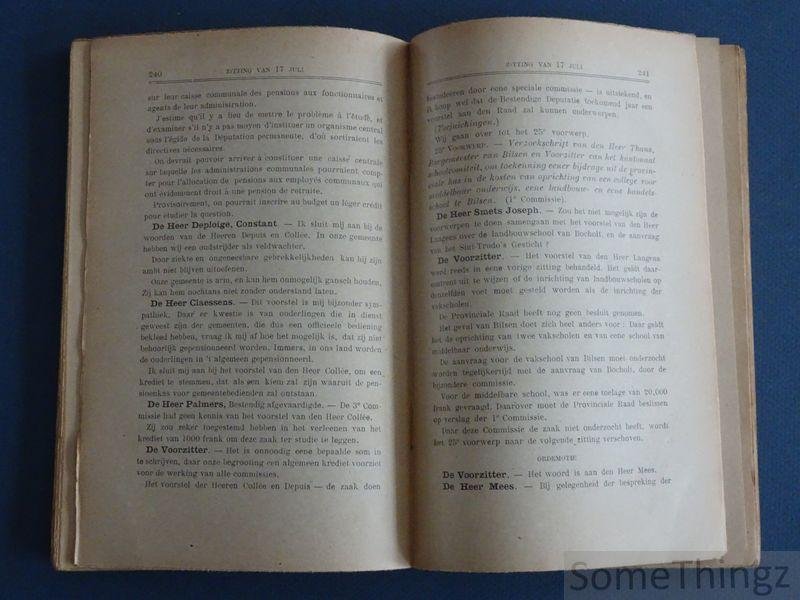 240 ZITTING VAN 17 JULI
sur leur caisse communale des pensions aux fonctionnaires et
agents de leur administration.
J'estime qu'il y a lieu de mettre le problème à l'étude, et
d'examiner s'il n'y a pas moyen d'instituer un organisme central
sous l'égide de la Députation permanente, d'où sortiraient les
directives nécessaires.
On devrait pouvoir arriver à constituer une caisse centrale
sur laquelle les administrations communales pourraient comp-
ter pour l'allocation de pensions aux employés communaux qui
ont évidemment droit à une pension de retraite.
Provisoirement, on pourrait inscrire au budget un léger crédit
pour étudier la question.
De Heer Deploige, Constant. — Ik sluit mij aan bij de
woorden van de Heeren Depuis en Collée. In onze gemeente
hebben wij een oudstrijder als veldwachter.
Door ziekte en ongeneesbare gebrekkelijkheden kan hij zijn
ambt niet blijven uitoefenen.
Onze gemeente is arm, en kan hem onmogelijk gansch houden,
Zij kan hem nochtans niet zonder onderstand laten.
De Heer Claessens. — Dit voorstel is mij bijzonder sym-
pathiek. Daar er kwestie is van ouderlingen die in dienst
geweest zijn der gemeenten, die dus een officieele bediening
bekleed hebben, vraag ik mij af hoe het mogelijk is, dat zij niet
behoorlijk gepensionneerd worden. Immers, in ons land worden
de ouderlingen in 't algemeen gepensionneerd.
Ik sluit mij aan bij het voorstel van den Heer Collée, om een
krediet te stemmen, dat als een kiem zal zijn waaruit de pen-
sioenkas voor gemeentebedienden zal ontstaan.
De Heer Palmers, Bestendig afgevaardigde. — De 3e Com-
missie had geen kennis van het voorstel van den Heer Collée.
Zij zou zeker toegestemd hebben in het verleenen van het
krediet van 1000 frank om deze zaak ter studie te leggen.
De Voorzitter. — Het is onnoodig eene bepaalde som in
te schrijven, daar onze begrooting een algemeen krediet voorziet
voor de werking van alle commissies.
Het voorstel der Heeren Collée en Depuis — de zaak doen
ZITTING VAN 17 JULI 241
bestudeeren door eene speciale commissie — is uitstekend, en
ik hoop wel dat de Bestendige Deputatie toekomend jaar een
voorstel aan den Raad zal kunnen onderwerpen.
(Toejuichingen.)
Wij gaan over tot het 25e voorwerp.
25e VOORWERP. — Verzoekschrift van den Heer Thans,
Burgemeester van Bilsen en Voorzitter van het kantonaal
schoolcomiteit, om toekenning eener bijdrage uit de provin-
ciale kas in de kosten van oprichting van een college voor
middelbaar onderwijs, eene landbouw- en eene handels-
school te Bilsen. (1e Commissie).
De Heer Smets Joseph. — Zou het niet mogelijk zijn de
voorwerpen te doen samengaan met het voorstel van den Heer
Langens over de landbouwschool van Bocholt, en de aanvraag
van het Sint-Trudo's Gesticht ?
De Voorzitter. — Het voorstel van den Heer Langens
werd reeds in eene vorige zitting behandeld. Het geldt daar-
omtrent uit te wijzen of de inrichting van landbouwscholen op
denzelfden voet moet gesteld worden als de inrichting der
vakscholen.
De Provinciale Raad heeft nog geen besluit genomen.
Het geval van Bilsen doet zich heel anders voor : Daar geldt
het de oprichting van twee vakscholen en van eene school van
middelbaar onderwijs.
De aanvraag voor de vakschool van Bilsen moet onderzocht
worden tegelijkertijd met de aanvraag van Bocholt, door de
bijzondere commissie.
Voor de middelbare school, was er eene toelage van 20,000
frank gevraagd. Daarover moet de Provinciale Raad beslissen
op verslag der 1e Commissie.
Daar deze Commissie de zaak niet onderzocht heeft, wordt
het 25e voorwerp naar de volgende zitting verschoven.
ORDEMOTIE
De Voorzitter. — Het woord is aan den Heer Mees.
De Heer Mees. — Bij gelegenheid der bespreking der
SomeThingz